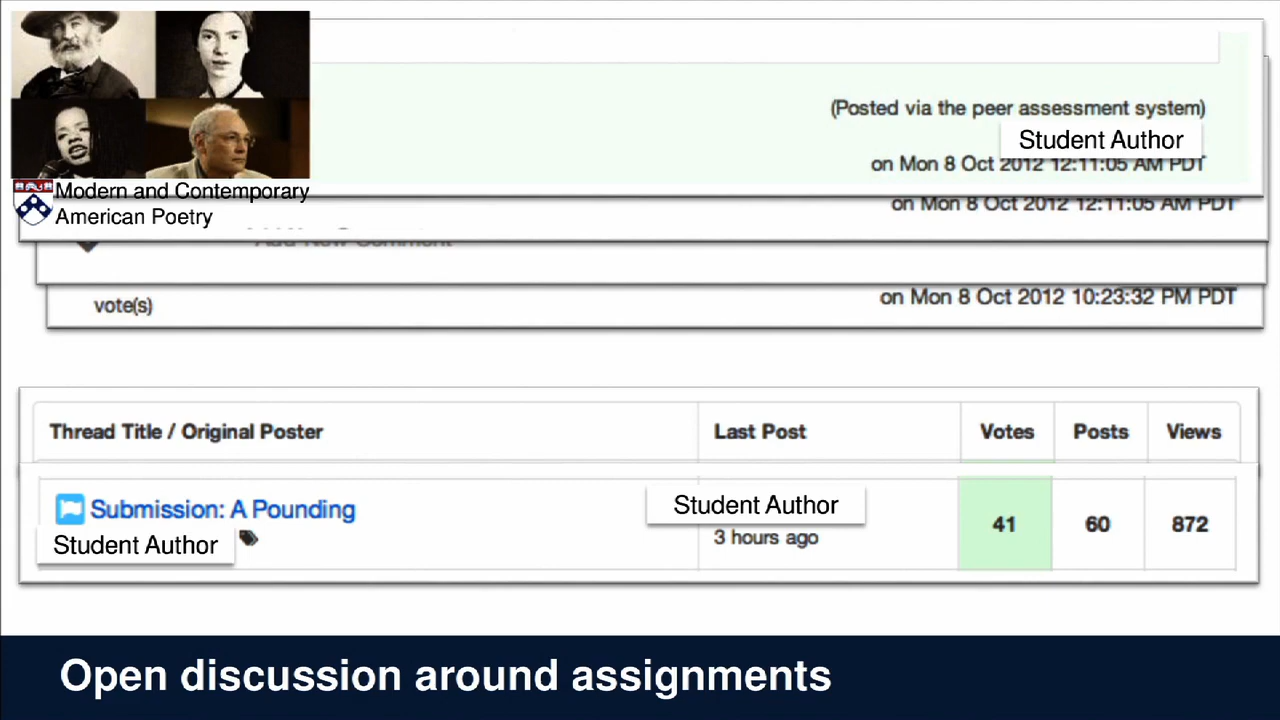 (Posted via the peer assessment system)
Student Author
on Mon 8 Oct 2012 12:11:05 AM PDT
Modern and Contemporary
American Poetry
on Mon 8 Oct 2012 12:11:05 AM PDT
Add New Comment
vote(s)
on Mon 8 Oct 2012 10:23:32 PM PDT
Thread Title / Original Poster
Last Post
Votes
Posts
Views
Submission: A Pounding
Student Author
Student Author
3 hours ago
41
60
872
Open discussion around assignments